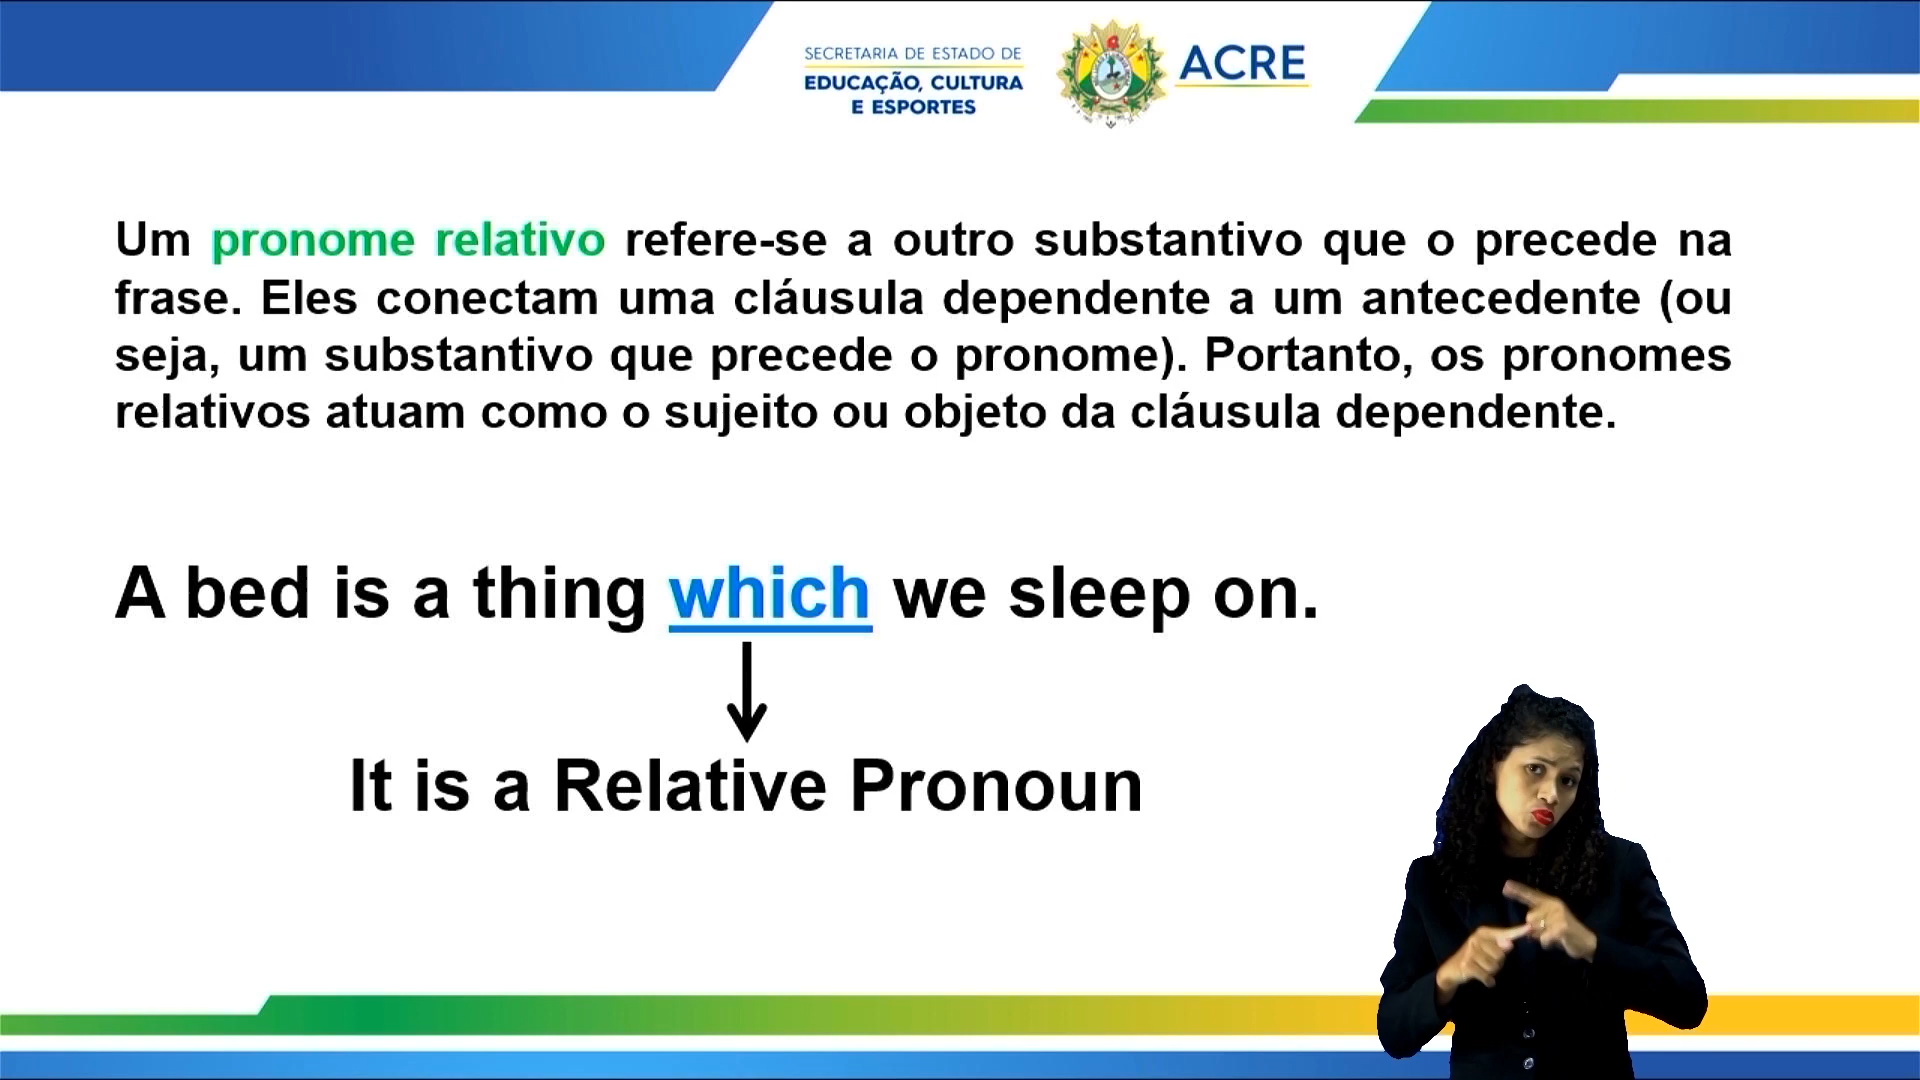 SECRETARIA DE ESTADO DE
EDUCAÇÃO, CULTURA
E ESPORTES
ACRE
Um pronome relativo refere-se a outro substantivo que o precede na
frase. Eles conectam uma cláusula dependente a um antecedente (ou
seja, um substantivo que precede o pronome). Portanto, os pronomes
relativos atuam como o sujeito ou objeto da cláusula dependente.
A bed is a thing which we sleep on.
It is a Relative Pronoun